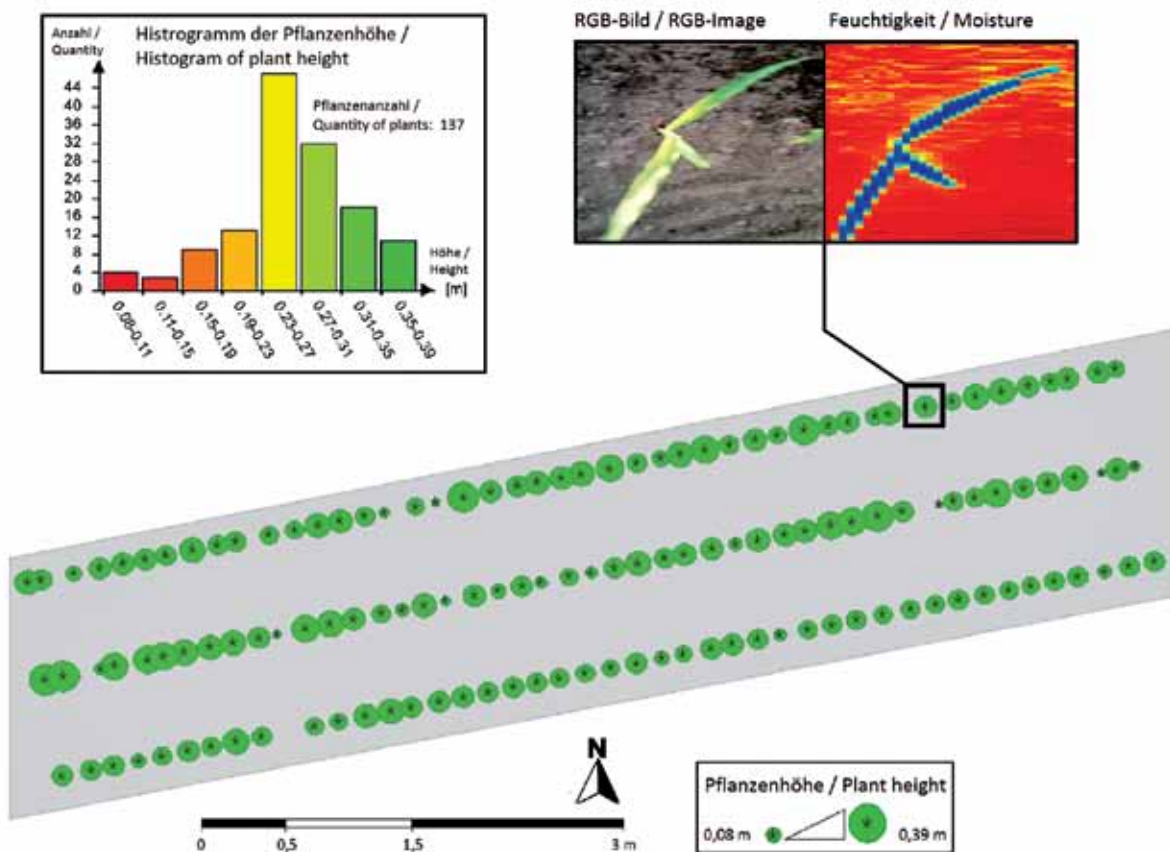 Anzahl /
Quantity
Histrogramm der Pflanzenhöhe /
Histogram of plant height
Pflanzenanzahl /
Quantity of plants: 137
44
40
36
32
28
24
20
16
12
8
4
0
Höhe /
Height
[m]
0.08-0.11
0.11-0.15
0.15-0.19
0.19-0.23
0.23-0.27
0.27-0.31
0.31-0.35
0.35-0.39
RGB-Bild / RGB-Image
Feuchtigkeit / Moisture
N
0 0,5 1,5 3 m
Pflanzenhöhe / Plant height
0,08 m 0,39 m